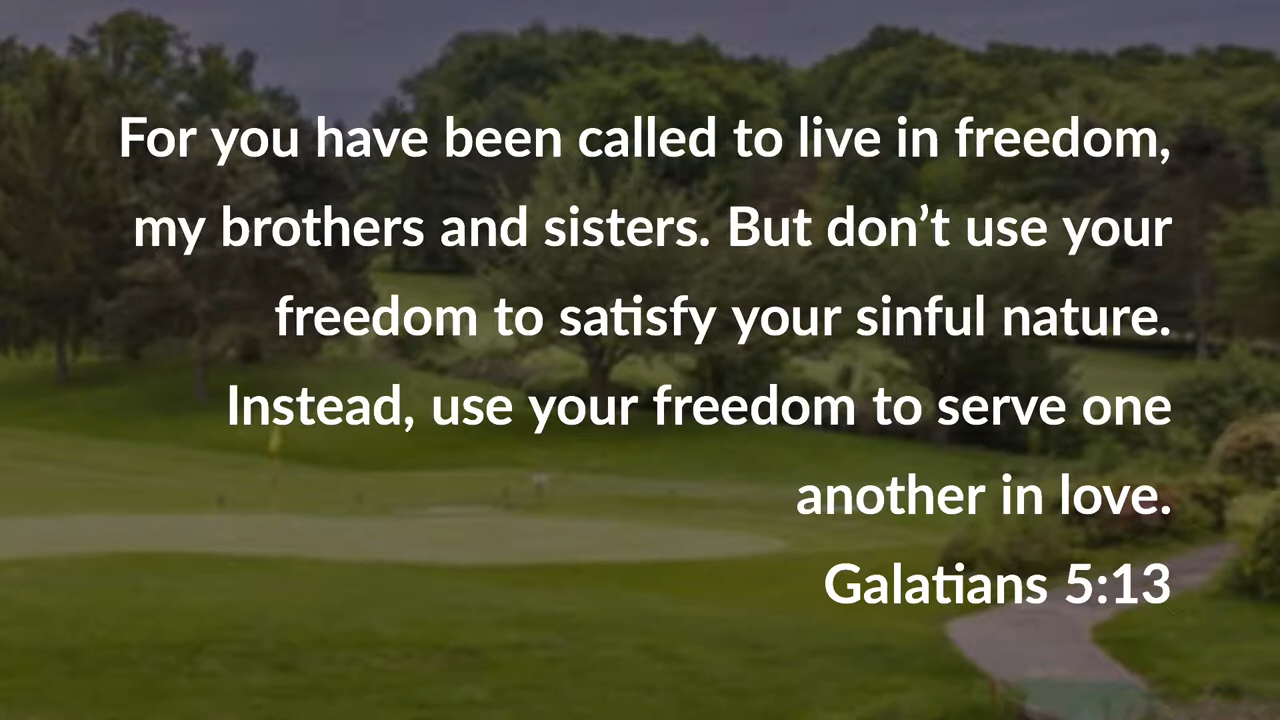 For you have been called to live in freedom,
my brothers and sisters. But don’t use your
freedom to satisfy your sinful nature.
Instead, use your freedom to serve one
another in love.
Galatians 5:13